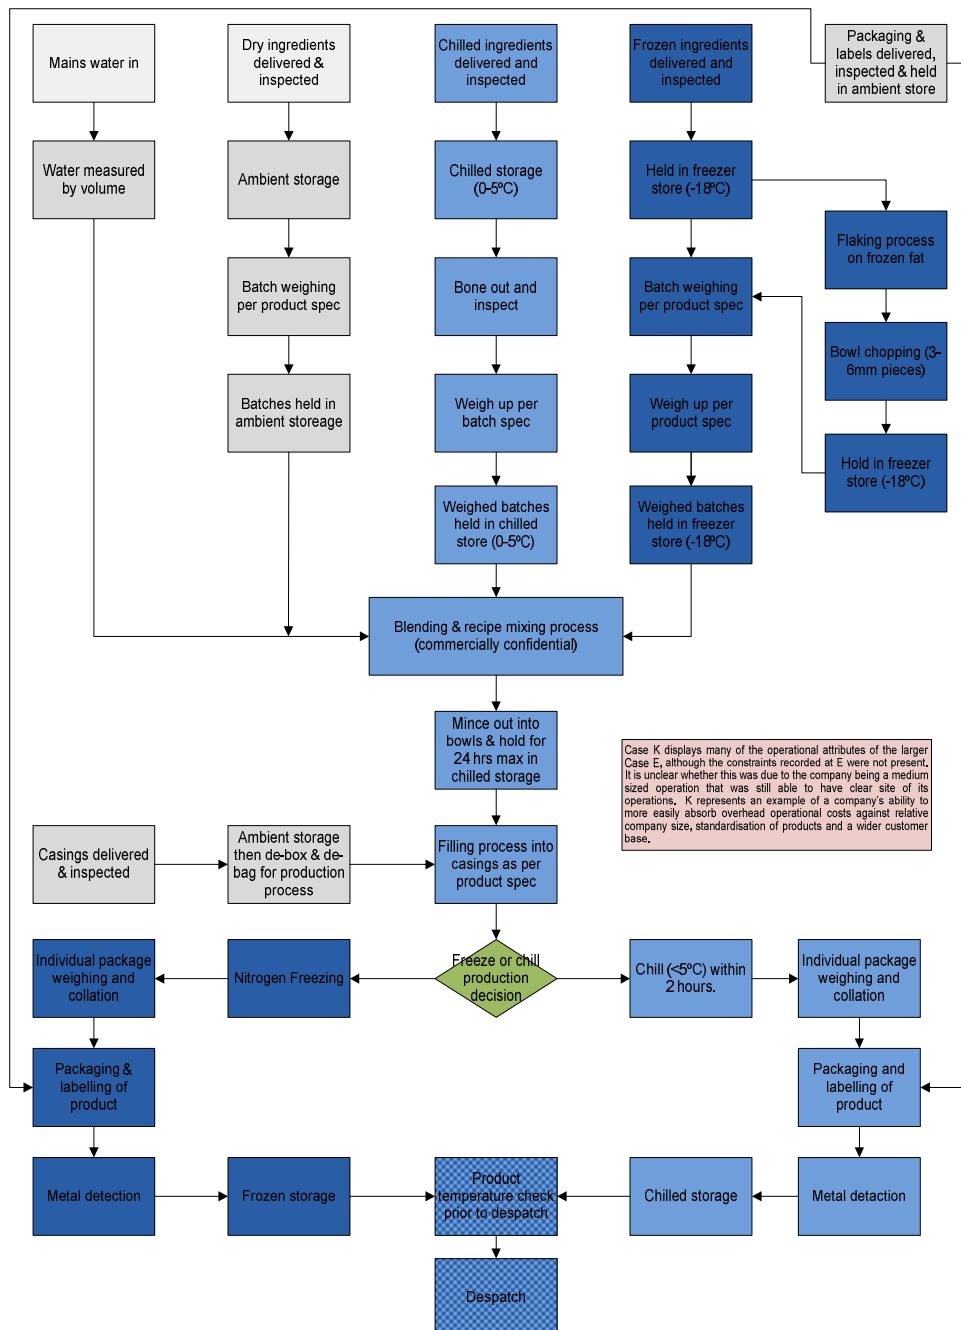 Mains water in
Dry ingredients
delivered &
inspected
Chilled ingredients
delivered and
inspected
Frozen ingredients
delivered and
inspected
Packaging &
labels delivered,
inspected & held
in ambient store
Water measured
by volume
Ambient storage
Chilled storage
(0-5ºC)
Held in freezer
store (-18ºC)
Flaking process
on frozen fat
Batch weighing
per product spec
Bone out and
inspect
Batch weighing
per product spec
Bowl chopping (3-
6mm pieces)
Batches held in
ambient storeage
Weigh up per
batch spec
Weigh up per
product spec
Hold in freezer
store (-18ºC)
Weighed batches
held in chilled
store (0-5ºC)
Weighed batches
held in freezer
store (-18ºC)
Blending & recipe mixing process
(commercially confidential)
Mince out into
bowls & hold for
24 hrs max in
chilled storage
Case K displays many of the operational attributes of the larger
Case E, although the constraints recorded at E were not present.
It is unclear whether this was due to the company being a medium
sized operation that was still able to have clear site of its
operations. K represents an example of a company's ability to
more easily absorb overhead operational costs against relative
company size, standardisation of products and a wider customer
base.
Casings delivered
& inspected
Ambient storage
then de-box & de-
bag for production
process
Filling process into
casings as per
product spec
Individual package
weighing and
collation
Nitrogen Freezing
Freeze or chill
production
decision
Chill (<5ºC) within
2 hours.
Individual package
weighing and
collation
Packaging &
labelling of
product
Packaging and
labelling of
product
Metal detection
Frozen storage
Product
temperature check
prior to despatch
Chilled storage
Metal detaction
Despatch